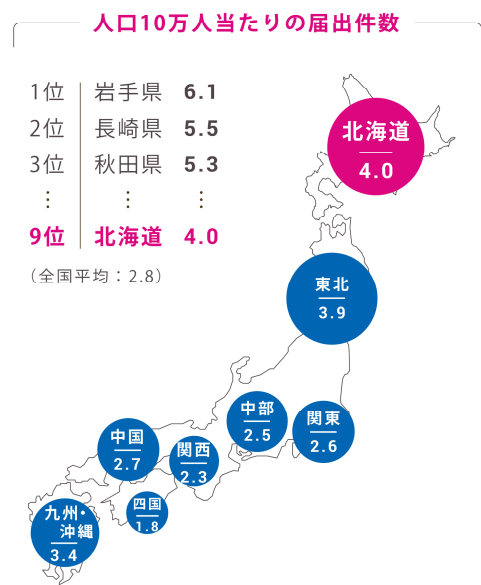 人口10万人当たりの届出件数
1位 岩手県 6.1
2位 長崎県 5.5
3位 秋田県 5.3
⋮ ⋮ ⋮
9位 北海道 4.0
（全国平均：2.8）
北海道
4.0
東北
3.9
中部
2.5
関東
2.6
中国
2.7
関西
2.3
四国
1.8
九州・
沖縄
3.4